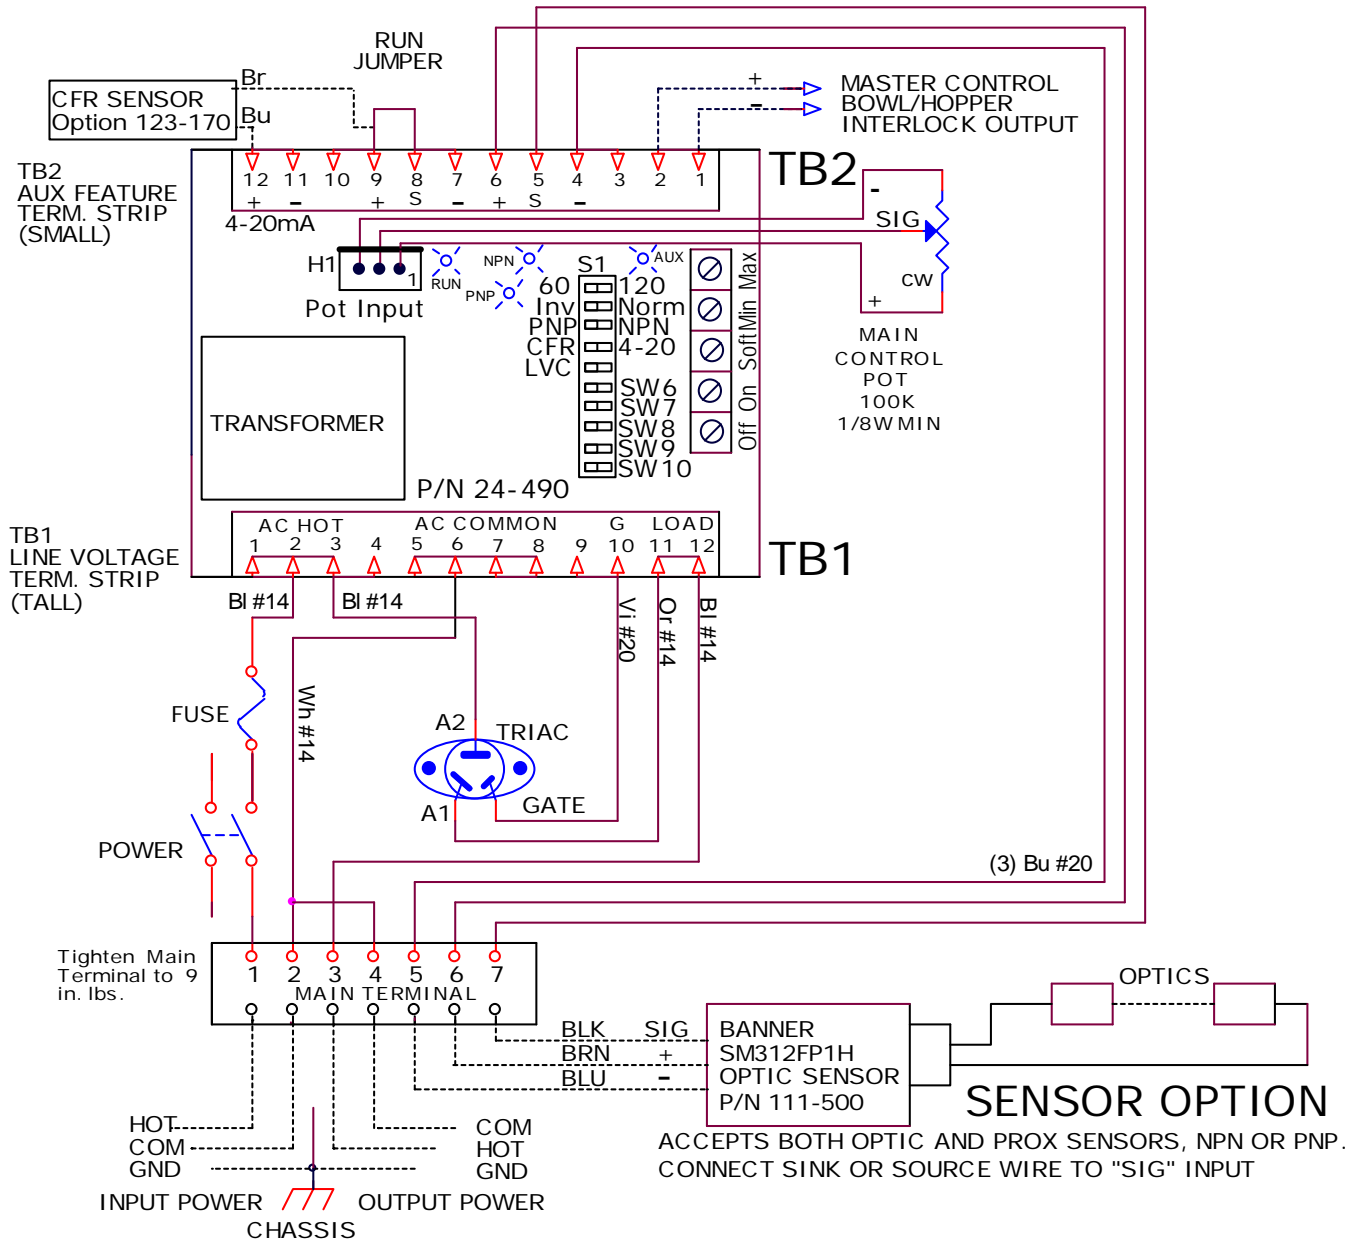 RUN
JUMPER
Br
CFR SENSOR
Option 123-170
Bu
+
-
MASTER CONTROL
BOWL/HOPPER
INTERLOCK OUTPUT
TB2
AUX FEATURE
TERM. STRIP
(SMALL)
12 11 10 9 8 7 6 5 4 3 2 1
+ - + S - + S -
4-20mA
TB2
-
SIG
CW
+
MAIN
CONTROL
POT
100K
1/8W MIN
H1
1
Pot Input
RUN
NPN
PNP
AUX
S1
60 120
Inv Norm
PNP NPN
CFR 4-20
LVC
SW6
SW7
SW8
SW9
SW10
Max
Min
Soft
On
Off
TRANSFORMER
P/N 24-490
TB1
LINE VOLTAGE
TERM. STRIP
(TALL)
AC HOT AC COMMON G LOAD
1 2 3 4 5 6 7 8 9 10 11 12
TB1
Bl #14
Bl #14
Vi #20
Or #14
Bl #14
Wh #14
FUSE
A2
TRIAC
A1
GATE
POWER
(3) Bu #20
Tighten Main
Terminal to 9
in. lbs.
1 2 3 4 5 6 7
MAIN TERMINAL
BLK SIG
BRN +
BLU -
BANNER
SM312FP1H
OPTIC SENSOR
P/N 111-500
OPTICS
SENSOR OPTION
ACCEPTS BOTH OPTIC AND PROX SENSORS, NPN OR PNP.
CONNECT SINK OR SOURCE WIRE TO "SIG" INPUT
HOT
COM
GND
COM
HOT
GND
INPUT POWER
OUTPUT POWER
CHASSIS